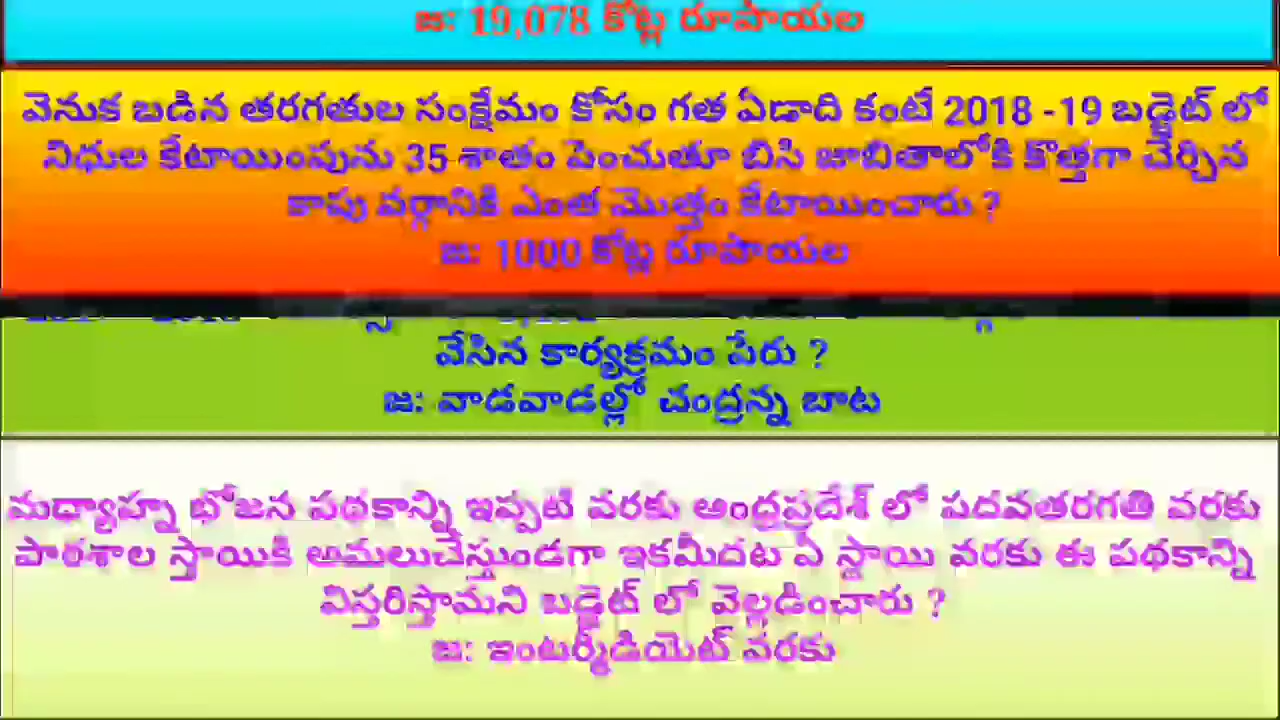 జ: 19,078 కోట్ల రూపాయల
వెనుక బడిన తరగతుల సంక్షేమం కోసం గత ఏడాది కంటే 2018 -19 బడ్జెట్ లో
నిధుల కేటాయింపును 35 శాతం పెంచుతూ బిసి జాబితాలోకి కొత్తగా చేర్చిన
కాపు వర్గానికి ఎంత మొత్తం కేటాయించారు ?
జ: 1000 కోట్ల రూపాయల
వేసిన కార్యక్రమం పేరు ?
జ: వాడవాడల్లో చంద్రన్న బాట
మధ్యాహ్న భోజన పథకాన్ని ఇప్పటి వరకు ఆంధ్రప్రదేశ్ లో పదవతరగతి వరకు
పాఠశాల స్తాయికి అమలుచేస్తుండగా ఇకమీదట ఏ స్థాయి వరకు ఈ పథకాన్ని
విస్తరిస్తామని బడ్జెట్ లో వెల్లడించారు ?
జ: ఇంటర్మీడియెట్ వరకు